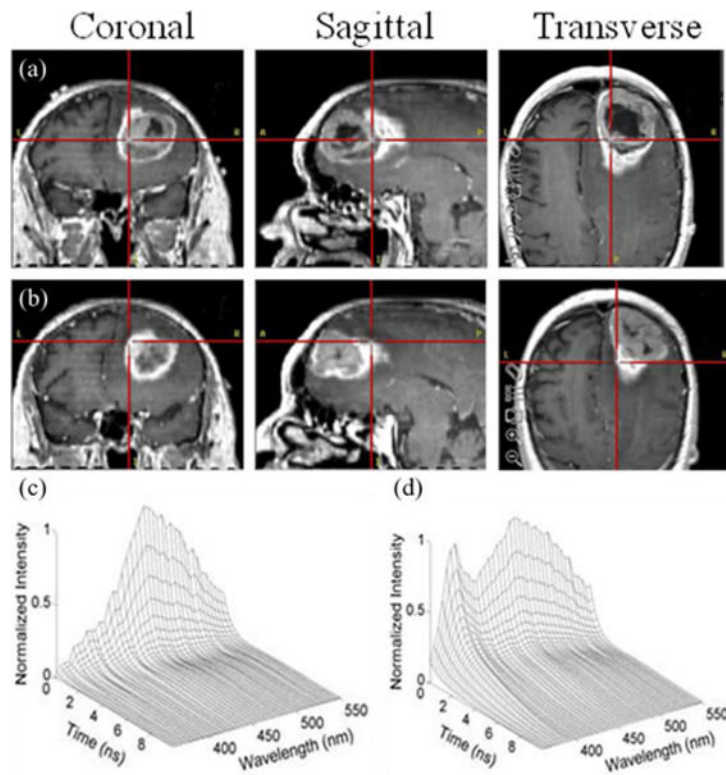 Coronal Sagittal Transverse
(a)
L R A P L R
I P
(b)
L R A P L R
(c) (d)
Normalized Intensity
1
0.5
0
0 2 4 6 8
Time (ns)
400 450 500 550
Wavelength (nm)
Normalized Intensity
1
0.5
0
0 2 4 6 8
Time (ns)
400 450 500 550
Wavelength (nm)